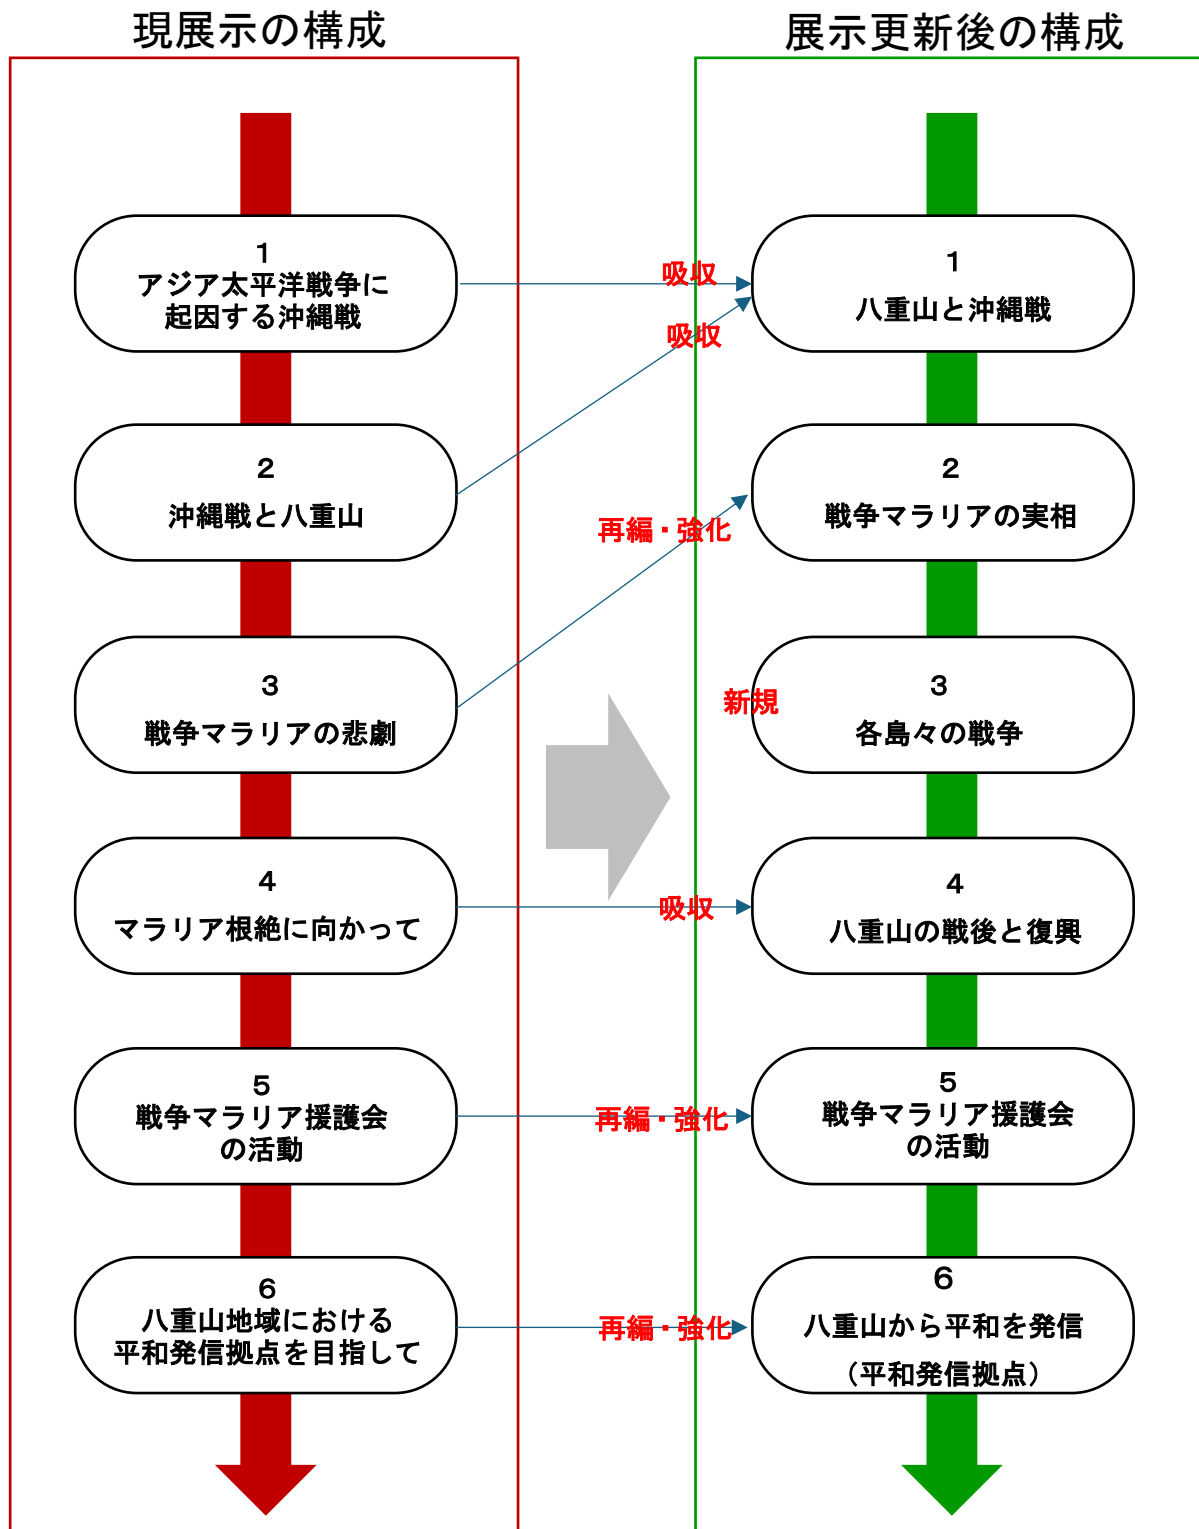 現展示の構成
展示更新後の構成
1
アジア太平洋戦争に
起因する沖縄戦
吸収
1
八重山と沖縄戦
吸収
2
沖縄戦と八重山
2
戦争マラリアの実相
再編・強化
3
戦争マラリアの悲劇
新規
3
各島々の戦争
4
マラリア根絶に向かって
吸収
4
八重山の戦後と復興
5
戦争マラリア援護会
の活動
再編・強化
5
戦争マラリア援護会
の活動
6
八重山地域における
平和発信拠点を目指して
再編・強化
6
八重山から平和を発信
（平和発信拠点）